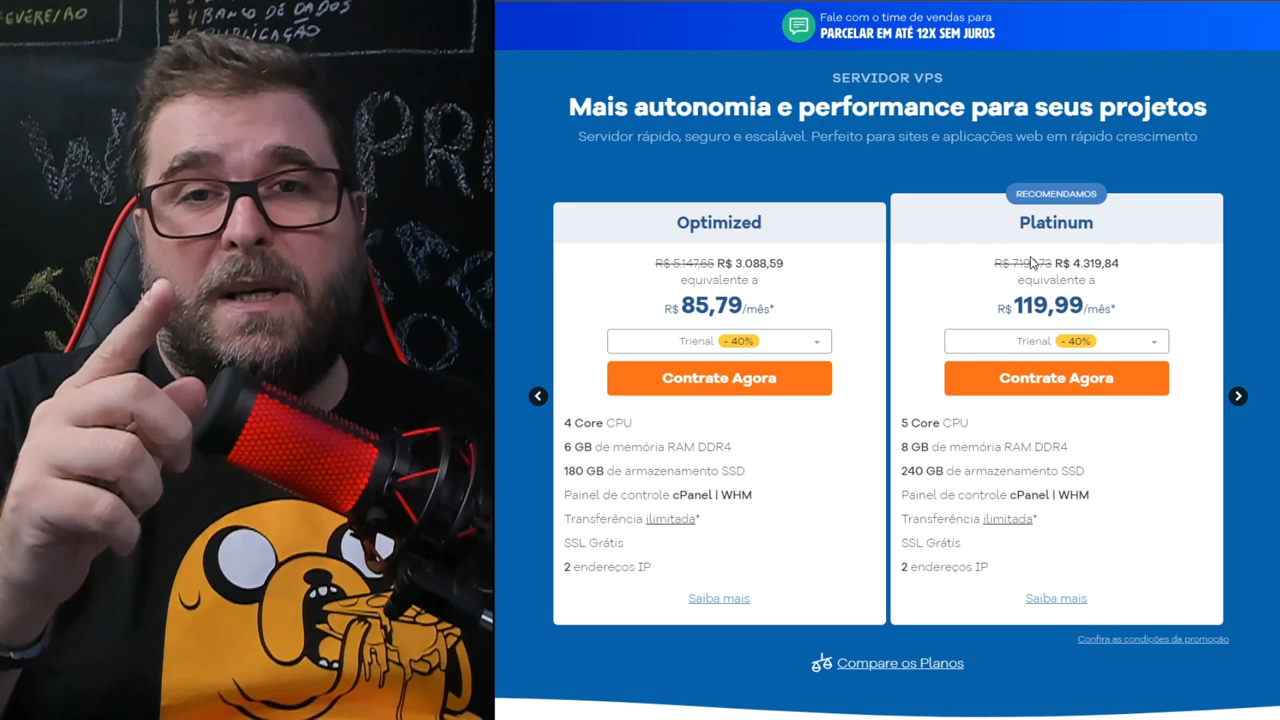 FEVEREIRO
# 4 BANCO DE DADOS
Fale com o time de vendas para
PARCELAR EM ATÉ 12X SEM JUROS
SERVIDOR VPS
Mais autonomia e performance para seus projetos
Servidor rápido, seguro e escalável. Perfeito para sites e aplicações web em rápido crescimento
Optimized
R$ 5.147,65 R$ 3.088,59
equivalente a
R$ 85,79/mês*
Trienal - 40%
Contrate Agora
4 Core CPU
6 GB de memória RAM DDR4
180 GB de armazenamento SSD
Painel de controle cPanel | WHM
Transferência ilimitada*
SSL Grátis
2 endereços IP
Saiba mais
RECOMENDAMOS
Platinum
R$ R$ 4.319,84
equivalente a
R$ 119,99/mês*
Trienal - 40%
Contrate Agora
5 Core CPU
8 GB de memória RAM DDR4
240 GB de armazenamento SSD
Painel de controle cPanel | WHM
Transferência ilimitada*
SSL Grátis
2 endereços IP
Saiba mais
Confira as condições da promoção
Compare os Planos